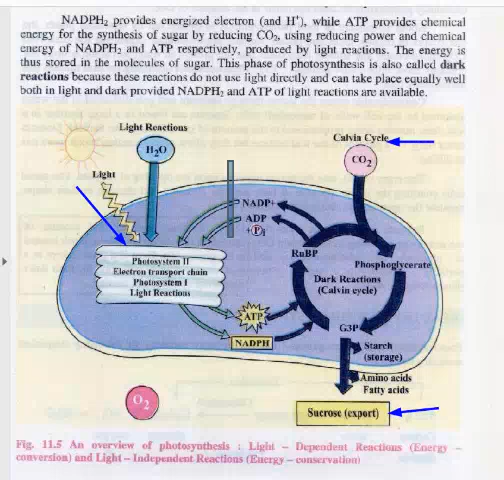 NADPH₂ provides energized electron (and H⁺), while ATP provides chemical
energy for the synthesis of sugar by reducing CO₂, using reducing power and chemical
energy of NADPH₂ and ATP respectively, produced by light reactions. The energy is
thus stored in the molecules of sugar. This phase of photosynthesis is also called dark
reactions because these reactions do not use light directly and can take place equally well
both in light and dark provided NADPH₂ and ATP of light reactions are available.
Light Reactions
H₂O
Calvin Cycle
CO₂
Light
NADP+
ADP
+Pi
Photosystem II
Electron transport chain
Photosystem I
Light Reactions
RuBP
Phosphoglycerate
Dark Reactions
(Calvin cycle)
ATP
NADPH
G3P
Starch
(storage)
Amino acids
Fatty acids
O₂
Sucrose (export)
Fig. 11.5 An overview of photosynthesis : Light – Dependent Reactions (Energy –
conversion) and Light – Independent Reactions (Energy – conservation)